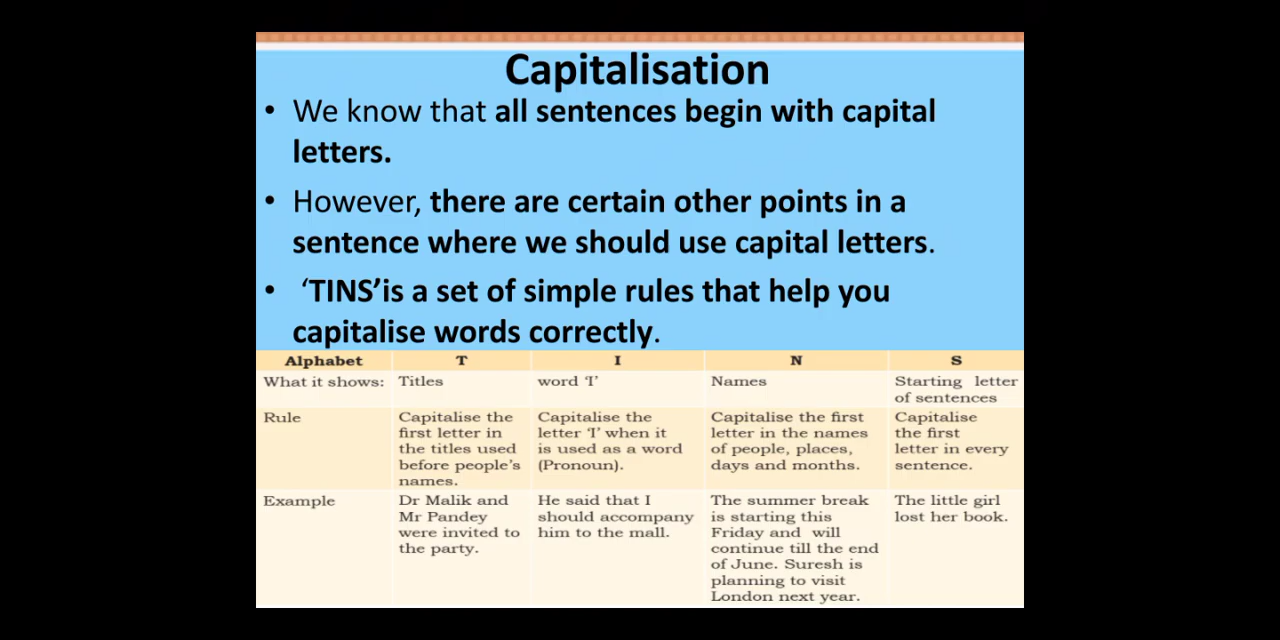 Capitalisation
• We know that all sentences begin with capital
letters.
• However, there are certain other points in a
sentence where we should use capital letters.
• ‘TINS’is a set of simple rules that help you
capitalise words correctly.
Alphabet T I N S
What it shows: Titles word ‘I’ Names Starting letter
of sentences
Rule
Capitalise the
first letter in
the titles used
before people’s
names.
Capitalise the
letter ‘I’ when it
is used as a word
(Pronoun).
Capitalise the first
letter in the names
of people, places,
days and months.
Capitalise
the first
letter in every
sentence.
Example
Dr Malik and
Mr Pandey
were invited to
the party.
He said that I
should accompany
him to the mall.
The summer break
is starting this
Friday and will
continue till the end
of June. Suresh is
planning to visit
London next year.
The little girl
lost her book.